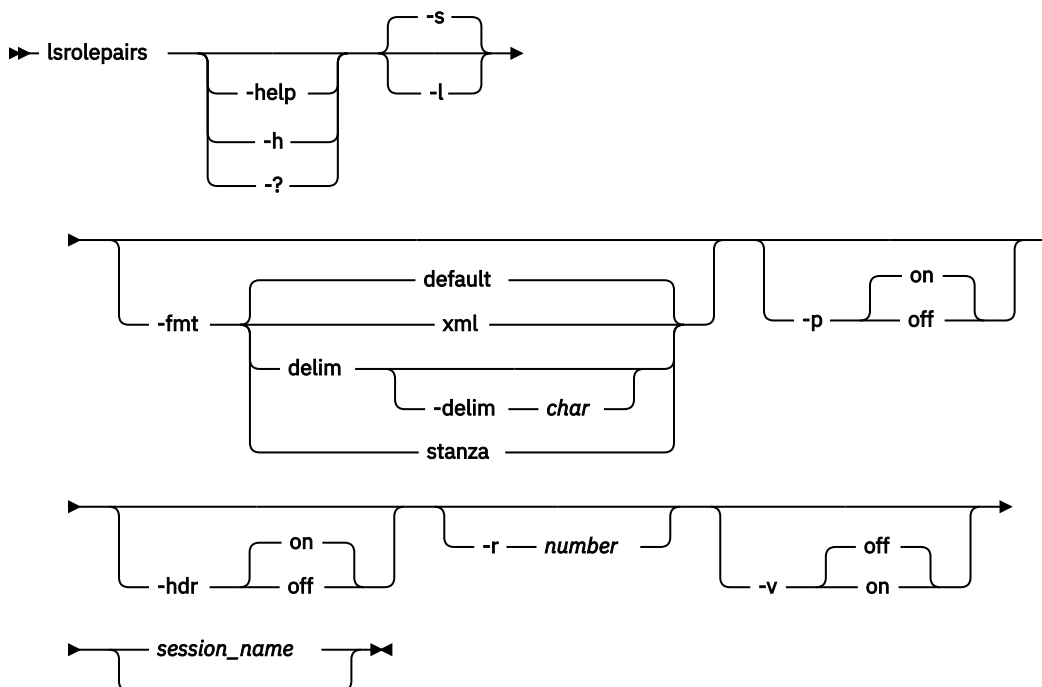 -s
lsrolepairs
-help
-l
-h
-?
default
on
-fmt xml -p off
delim
-delim char
stanza
on off
-r number
-hdr off -v on
session_name